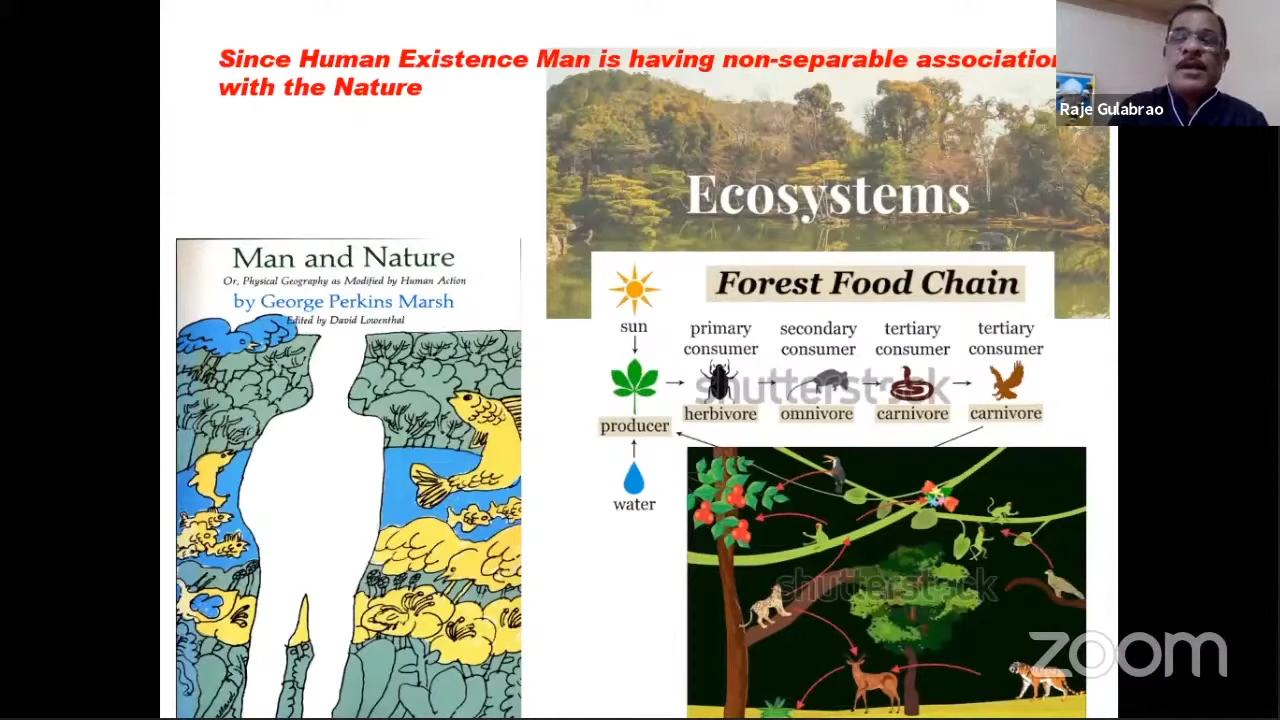 Since Human Existence Man is having non-separable association
with the Nature
Raje Gulabrao
Ecosystems
Man and Nature
Or, Physical Geography as Modified by Human Action
by George Perkins Marsh
Edited by David Lowenthal
Forest Food Chain
sun
primary
consumer
secondary
consumer
tertiary
consumer
tertiary
consumer
shutterstock
herbivore
omnivore
carnivore
carnivore
producer
water
shutterstock
zoom